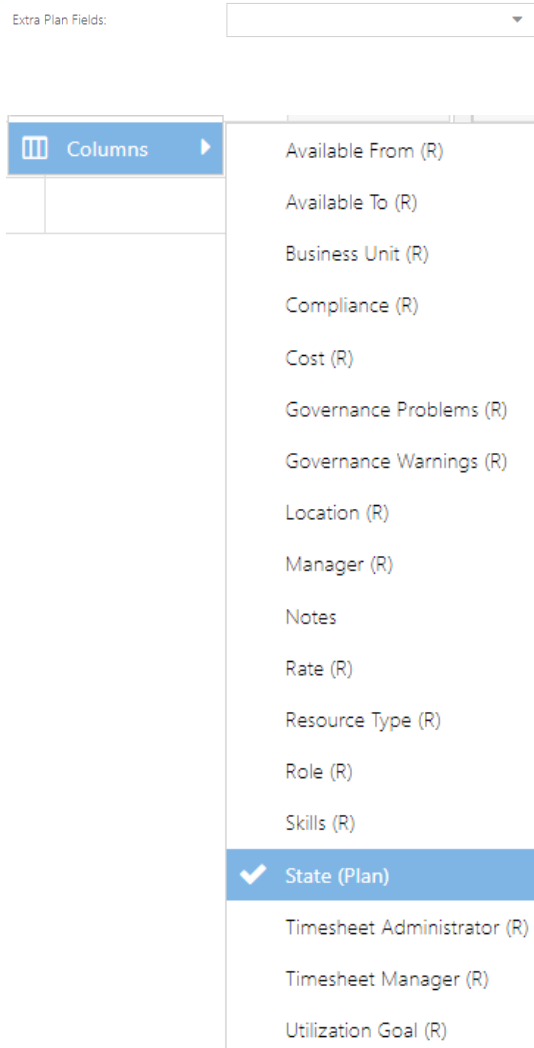 Extra Plan Fields:
Columns
Available From (R)
Available To (R)
Business Unit (R)
Compliance (R)
Cost (R)
Governance Problems (R)
Governance Warnings (R)
Location (R)
Manager (R)
Notes
Rate (R)
Resource Type (R)
Role (R)
Skills (R)
State (Plan)
Timesheet Administrator (R)
Timesheet Manager (R)
Utilization Goal (R)